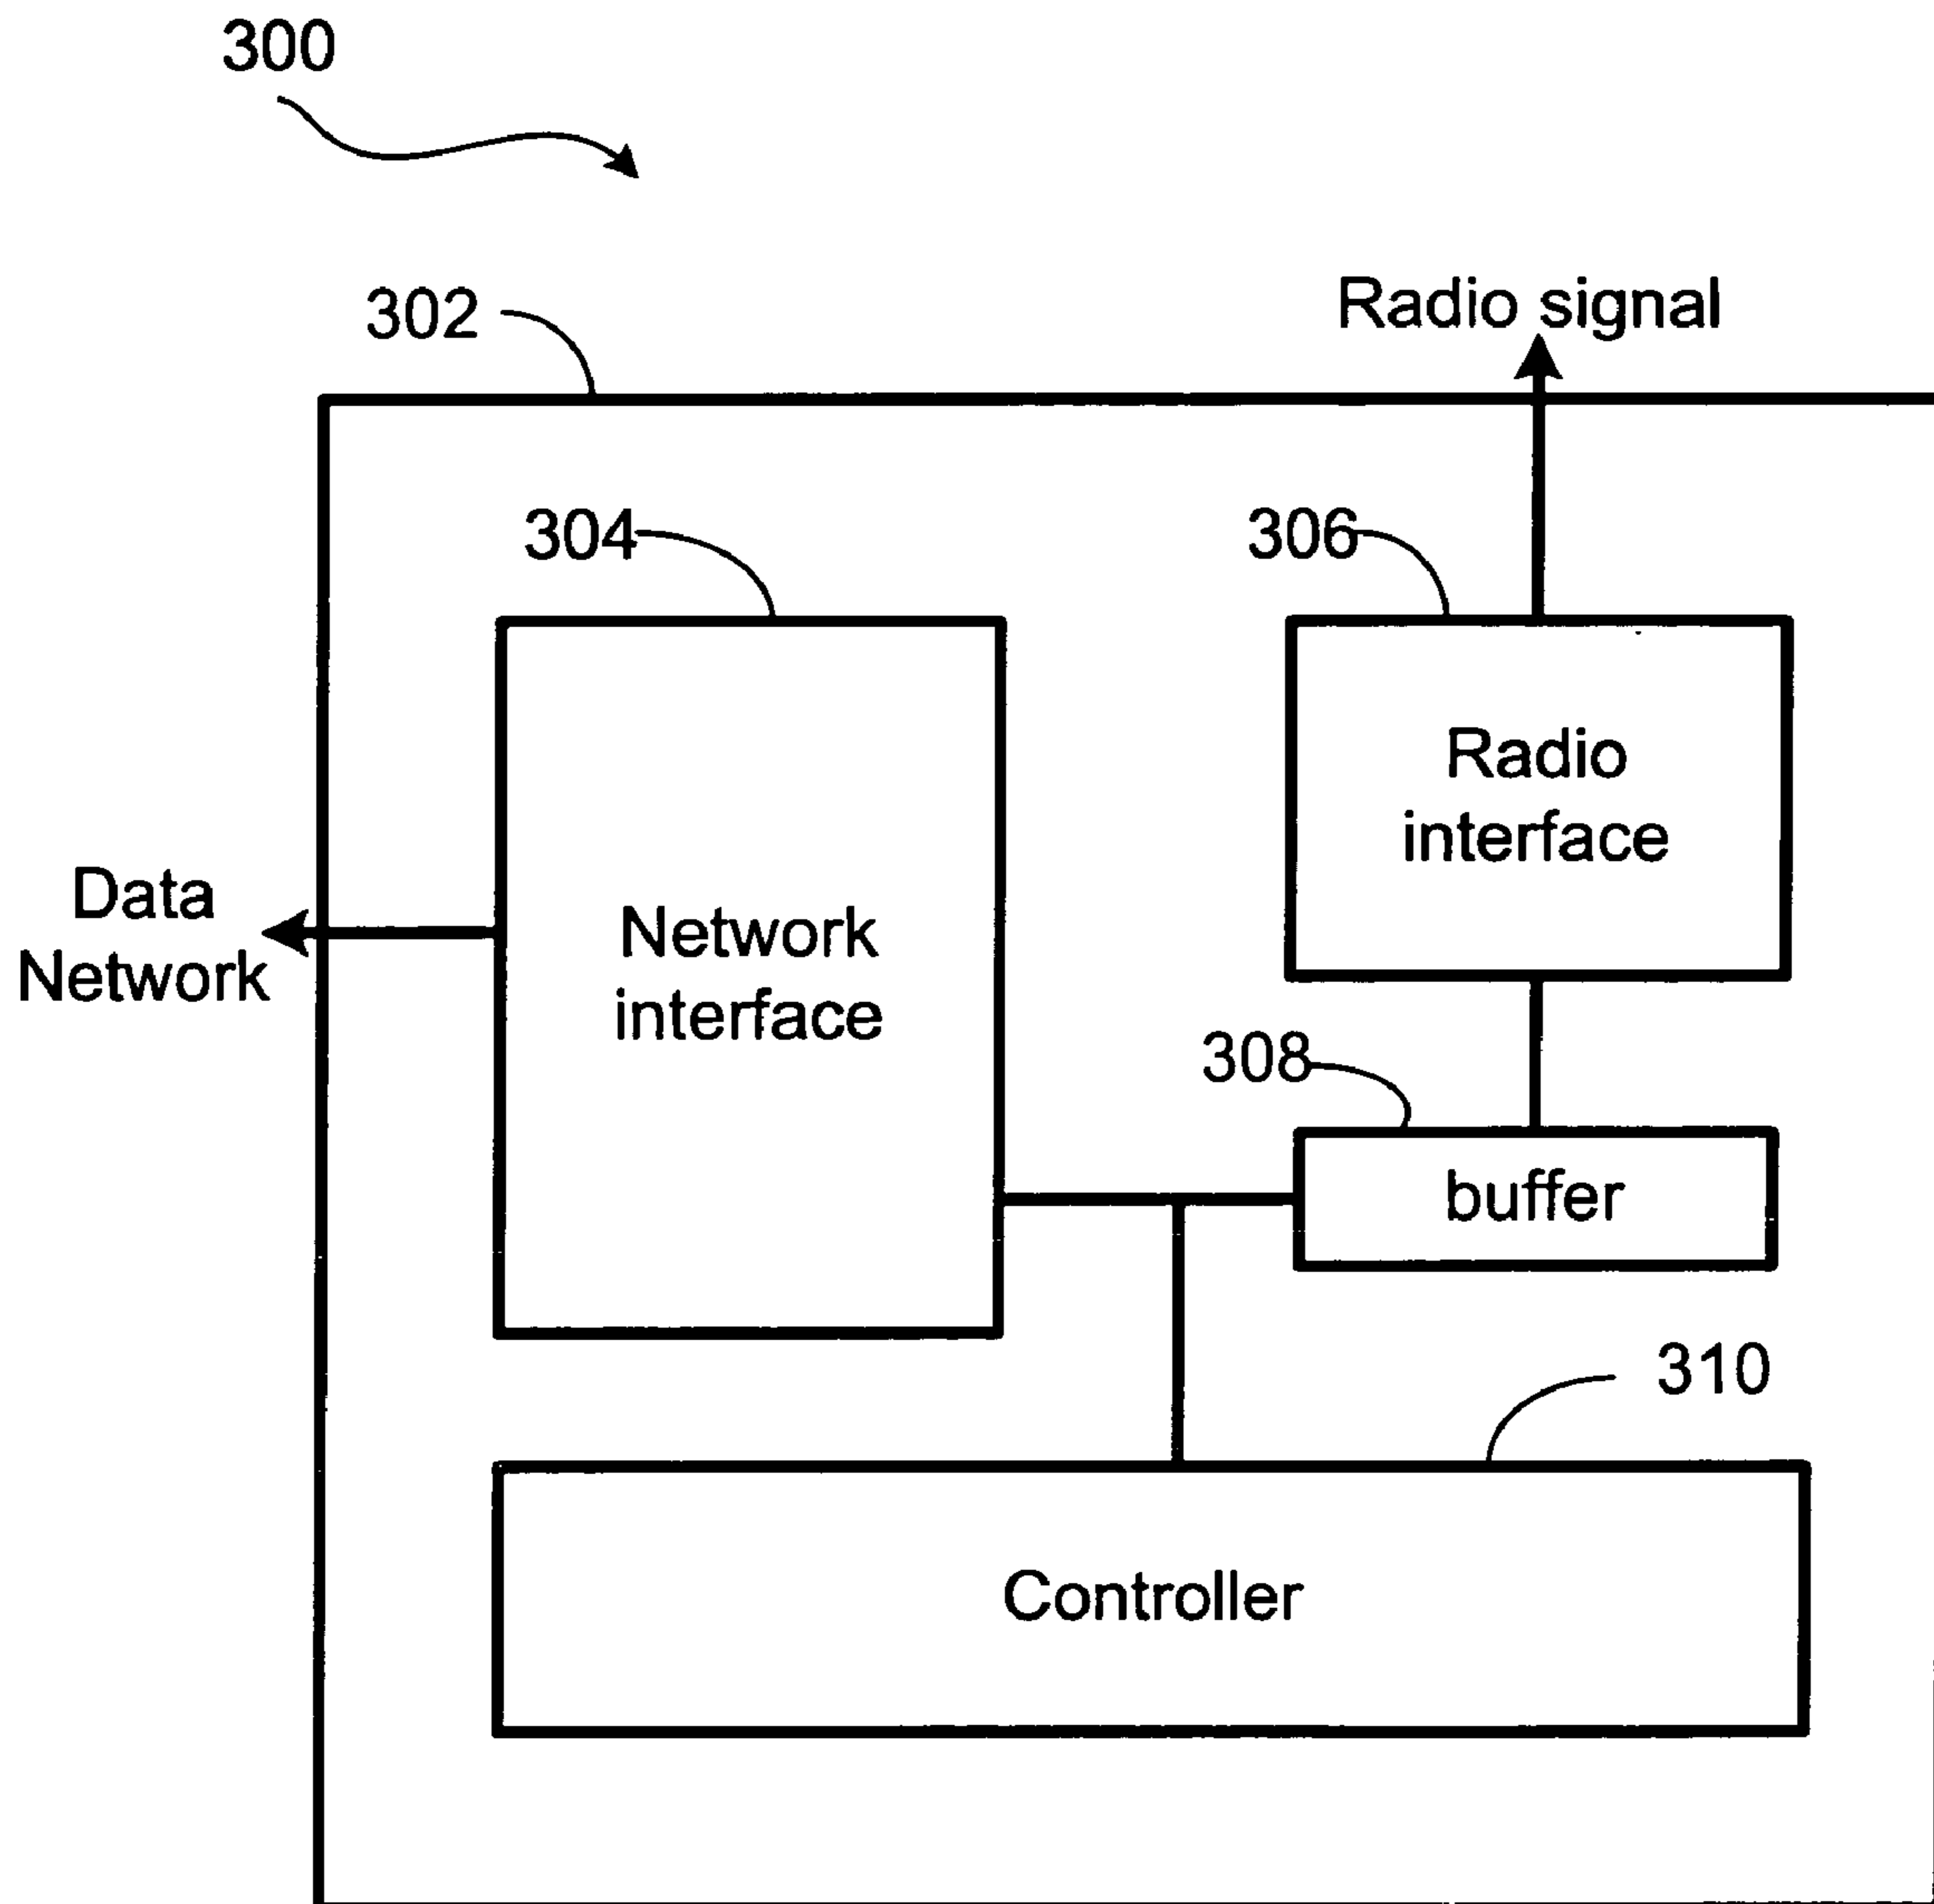 300
302
Radio signal
304
306
Radio
interface
Data
Network
Network
interface
308
buffer
310
Controller